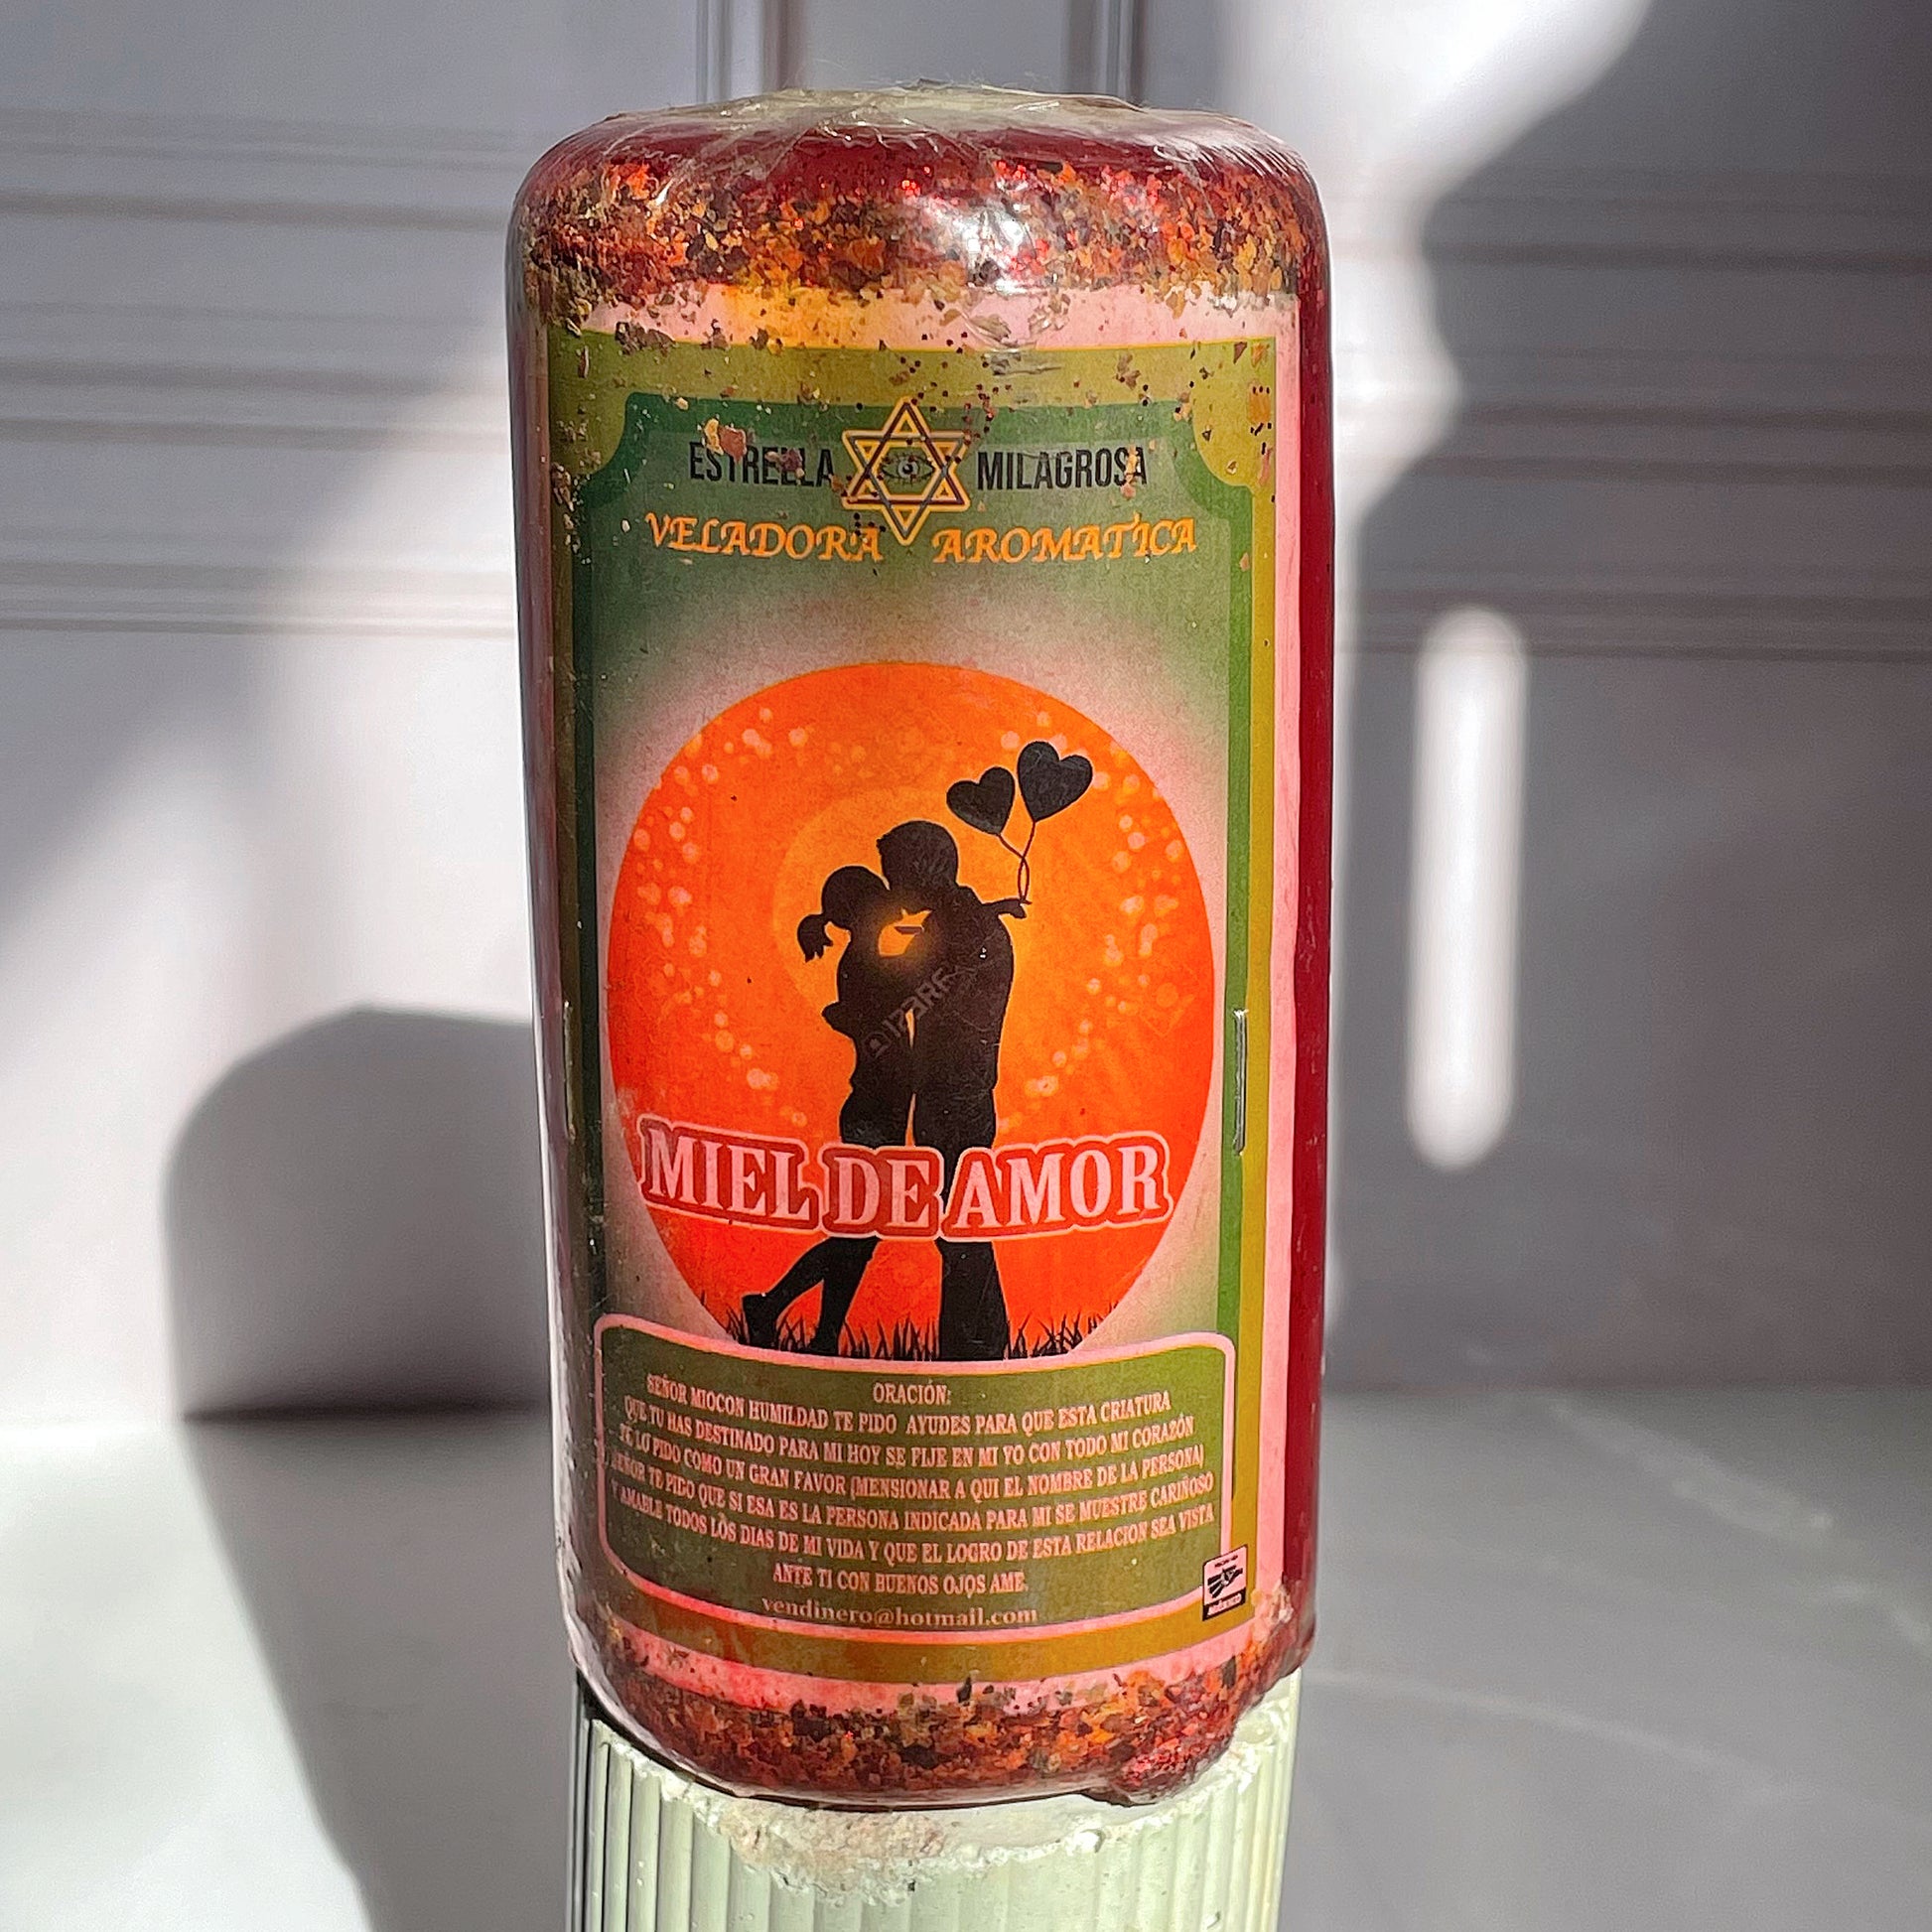 ESTRELLA MILAGROSA
VELADORA AROMATICA
123RF
MIEL DE AMOR
ORACIÓN:
SEÑOR MIOCON HUMILDAD TE PIDO AYUDES PARA QUE ESTA CRIATURA
QUE TU HAS DESTINADO PARA MI HOY SE FIJE EN MI YO CON TODO MI CORAZÓN
TE LO PIDO COMO UN GRAN FAVOR (MENSIONAR A QUI EL NOMBRE DE LA PERSONA)
SEÑOR TE PIDO QUE SI ESA ES LA PERSONA INDICADA PARA MI SE MUESTRE CARIÑOSO
Y AMABLE TODOS LOS DIAS DE MI VIDA Y QUE EL LOGRO DE ESTA RELACION SEA VISTA
ANTE TI CON BUENOS OJOS AME.
vendinero@hotmail.com
MÉXICO